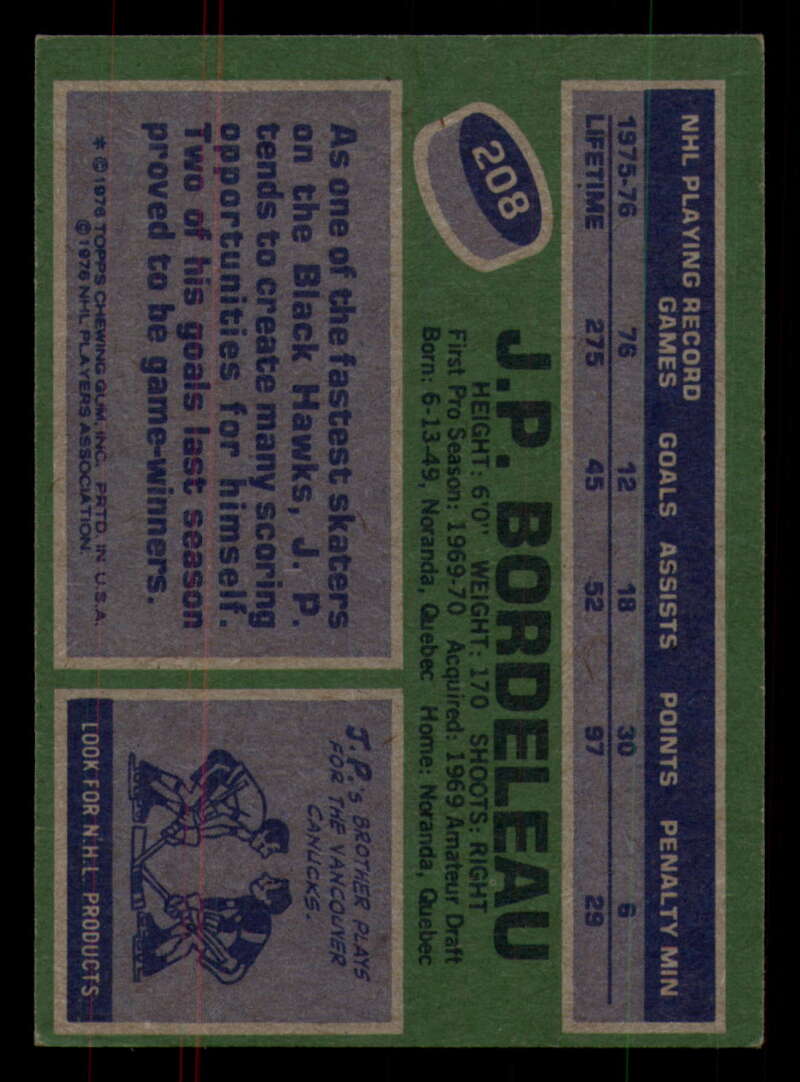 NHL PLAYING RECORD
GAMES GOALS ASSISTS POINTS PENALTY MIN
1975-76 76 12 18 30 6
LIFETIME 275 45 52 97 29
208
J.P. BORDELEAU
HEIGHT: 6'0" WEIGHT: 170 SHOOTS: RIGHT
First Pro Season: 1969-70 Acquired: 1969 Amateur Draft
Born: 6-13-49, Noranda, Quebec Home: Noranda, Quebec
As one of the fastest skaters
on the Black Hawks, J. P.
tends to create many scoring
opportunities for himself.
Two of his goals last season
proved to be game-winners.
* © 1976 TOPPS CHEWING GUM, INC. PRTD. IN U.S.A.
© 1976 NHL PLAYERS ASSOCIATION.
J.P.'s BROTHER PLAYS
FOR THE VANCOUVER
CANUCKS.
LOOK FOR N.H.L PRODUCTS